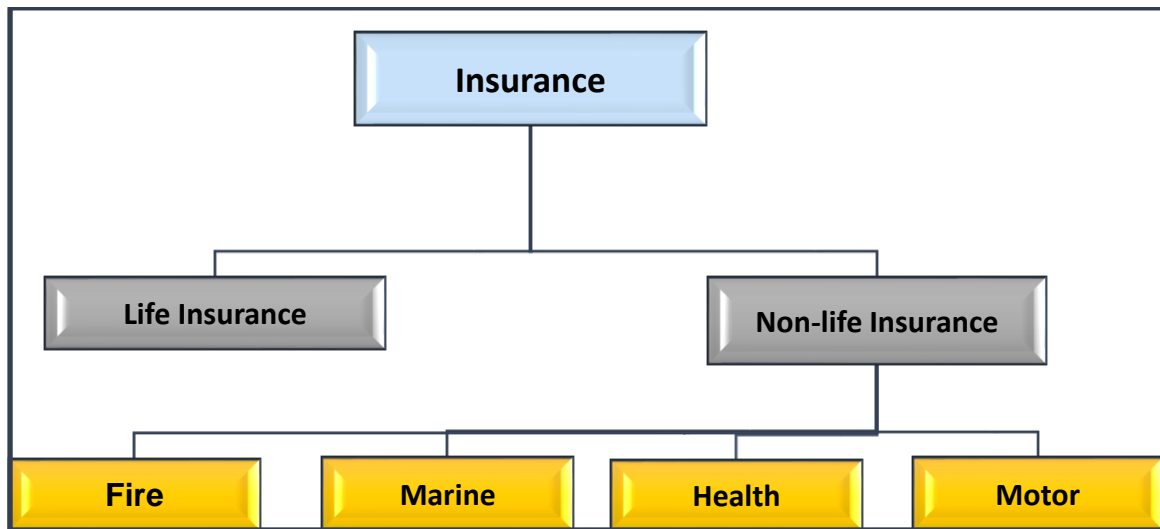 Insurance
Life Insurance
Non-life Insurance
Fire
Marine
Health
Motor